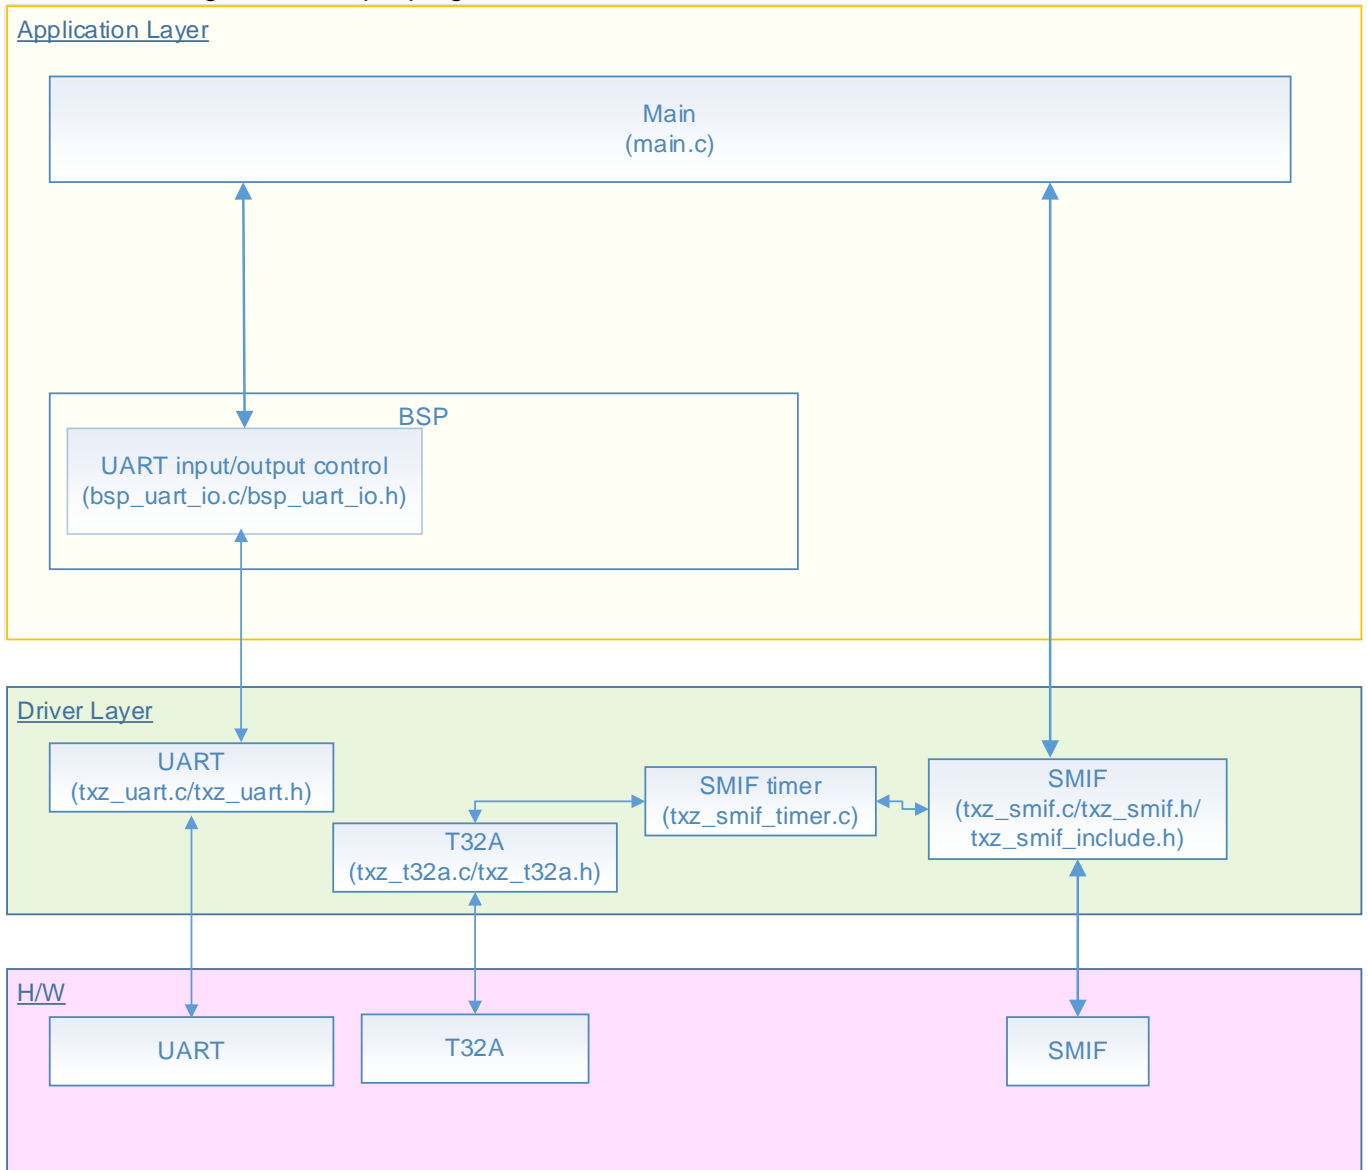 Application Layer
Main
(main.c)
BSP
UART input/output control
(bsp_uart_io.c/bsp_uart_io.h)
Driver Layer
UART
(txz_uart.c/txz_uart.h)
T32A
(txz_t32a.c/txz_t32a.h)
SMIF timer
(txz_smif_timer.c)
SMIF
(txz_smif.c/txz_smif.h/
txz_smif_include.h)
H/W
UART
T32A
SMIF